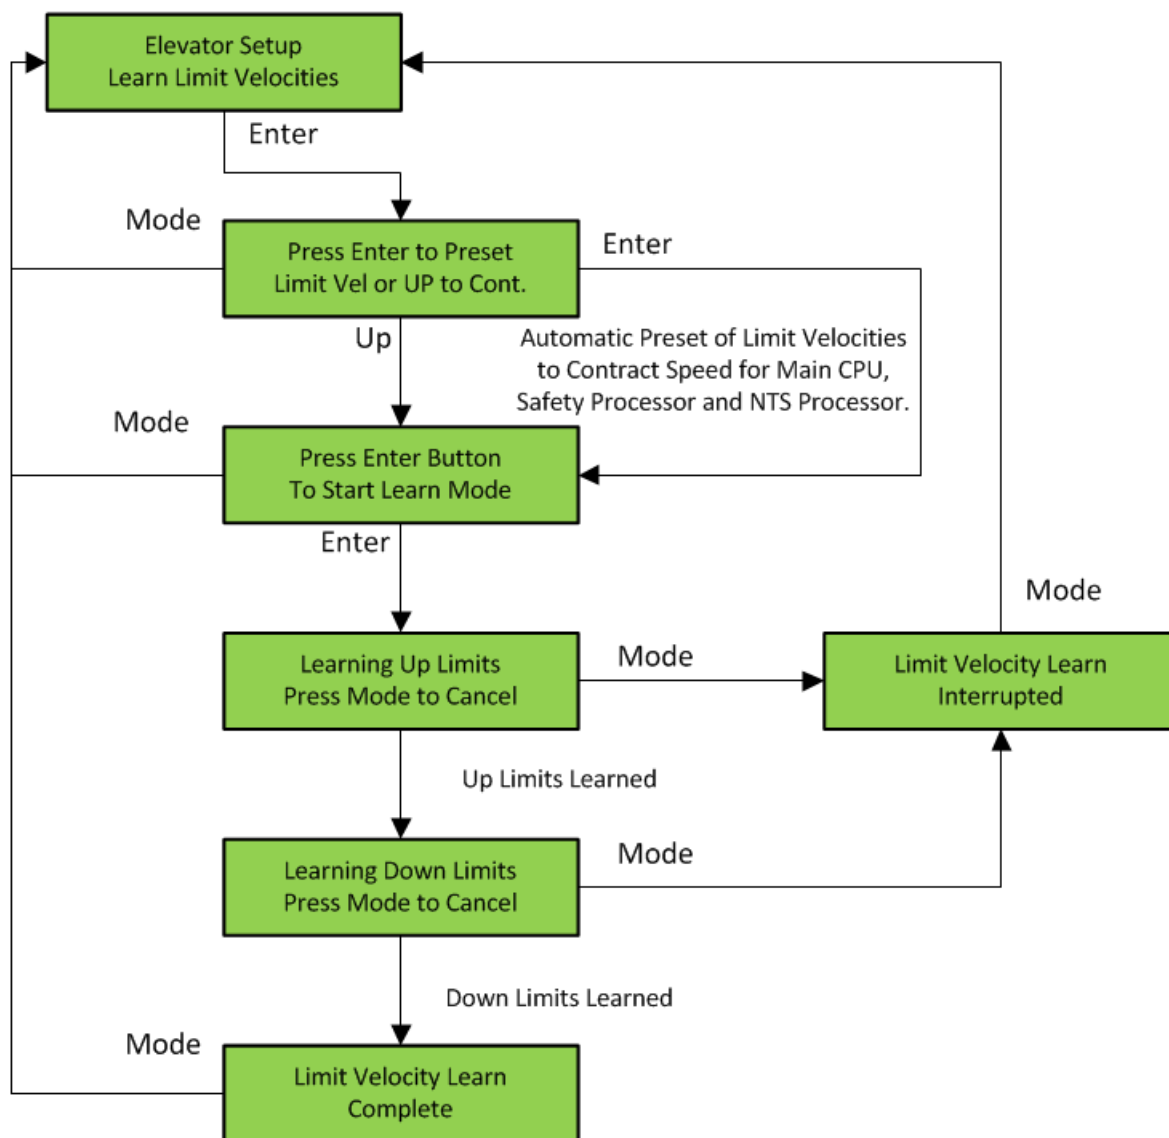 Elevator Setup
Learn Limit Velocities
Enter
Mode
Press Enter to Preset
Limit Vel or UP to Cont.
Enter
Up
Automatic Preset of Limit Velocities
to Contract Speed for Main CPU,
Safety Processor and NTS Processor.
Mode
Press Enter Button
To Start Learn Mode
Enter
Learning Up Limits
Press Mode to Cancel
Mode
Mode
Limit Velocity Learn
Interrupted
Up Limits Learned
Learning Down Limits
Press Mode to Cancel
Mode
Down Limits Learned
Mode
Limit Velocity Learn
Complete